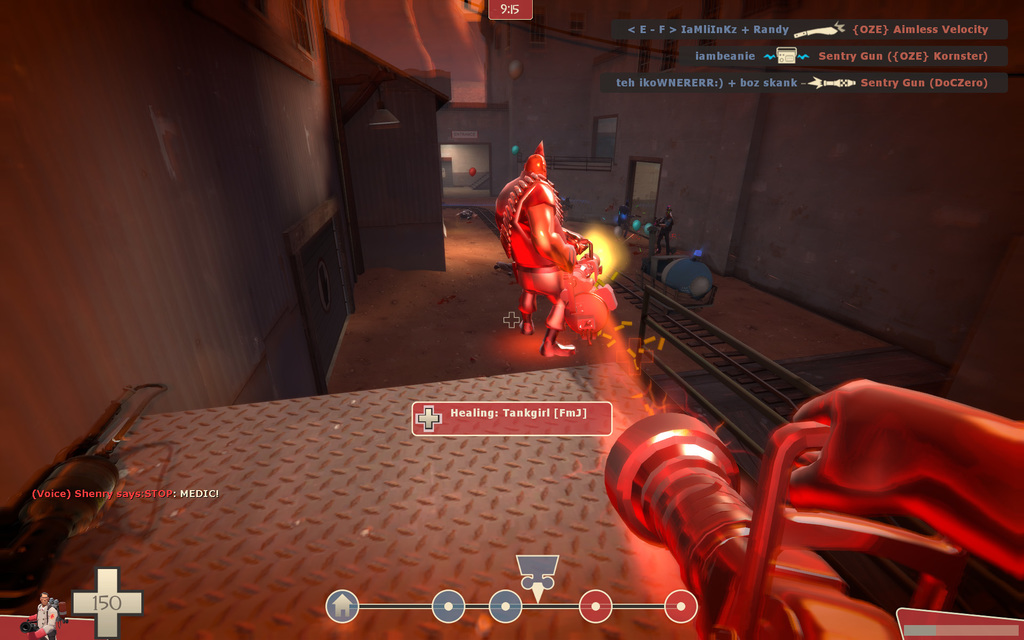 9:15
< E - F > IaMliInKz + Randy {OZE} Aimless Velocity
iambeanie Sentry Gun ({OZE} Kornster)
teh ikoWNERERR:) + boz skank Sentry Gun (DoCZero)
Healing: Tankgirl [FmJ]
(Voice) Shenry says:STOP: MEDIC!
150